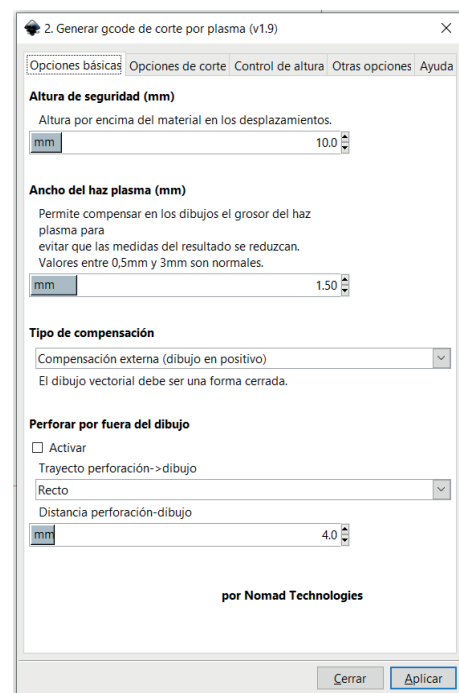 2. Generar gcode de corte por plasma (v1.9)
Opciones básicas Opciones de corte Control de altura Otras opciones Ayuda
Altura de seguridad (mm)
Altura por encima del material en los desplazamientos.
mm 10.0
Ancho del haz plasma (mm)
Permite compensar en los dibujos el grosor del haz
plasma para
evitar que las medidas del resultado se reduzcan.
Valores entre 0,5mm y 3mm son normales.
mm 1.50
Tipo de compensación
Compensación externa (dibujo en positivo)
El dibujo vectorial debe ser una forma cerrada.
Perforar por fuera del dibujo
Activar
Trayecto perforación->dibujo
Recto
Distancia perforación-dibujo
mm 4.0
por Nomad Technologies
Cerrar Aplicar